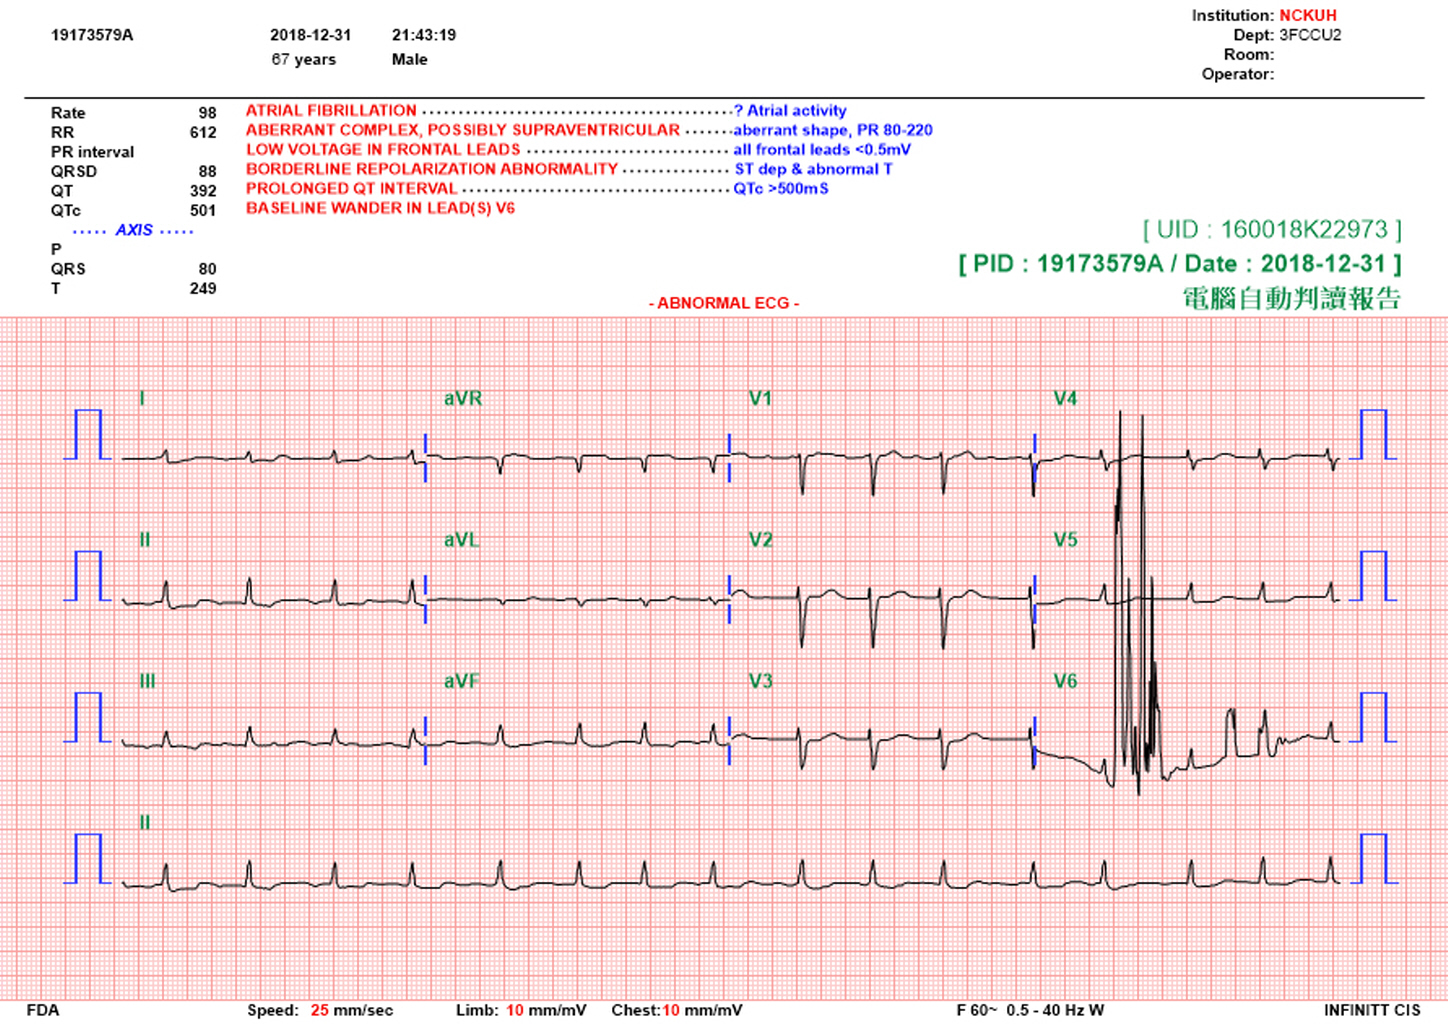 Institution: NCKUH
19173579A 2018-12-31 21:43:19 Dept: 3FCCU2
Room:
67 years Male
Operator:
Rate 98 ATRIAL FIBRILLATION ? Atrial activity
RR 612 ABERRANT COMPLEX, POSSIBLY SUPRAVENTRICULAR aberrant shape, PR 80-220
PR interval LOW VOLTAGE IN FRONTAL LEADS all frontal leads <0.5mV
QRSD 88 BORDERLINE REPOLARIZATION ABNORMALITY ST dep & abnormal T
QT 392 PROLONGED QT INTERVAL QTc >500mS
QTc 501 BASELINE WANDER IN LEAD(S) V6
..... AXIS .....
[ UID : 160018K22973 ]
P
QRS 80
[ PID : 19173579A / Date : 2018-12-31 ]
T 249
電腦自動判讀報告
- ABNORMAL ECG -
I aVR V1 V4
II aVL V2 V5
III aVF V3 V6
II
FDA Speed: 25 mm/sec Limb: 10 mm/mV Chest:10 mm/mV F 60~ 0.5 - 40 Hz W INFINITT CIS